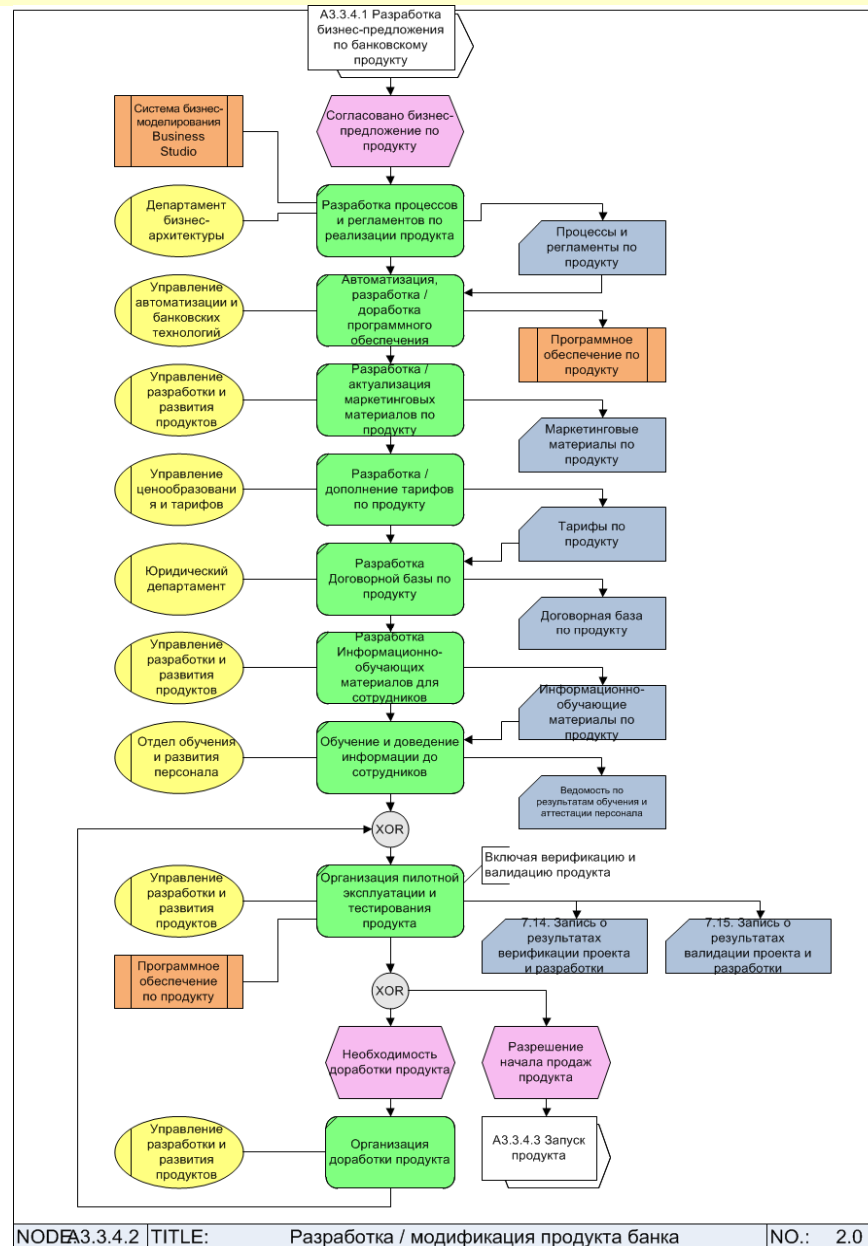 А3.3.4.1 Разработка
бизнес-предложения
по банковскому
продукту
Система бизнес-
моделирования
Business
Studio
Согласовано бизнес-
предложение по
продукту
Департамент
бизнес-
архитектуры
Разработка процессов
и регламентов по
реализации продукта
Процессы и
регламенты по
продукту
Управление
автоматизации и
банковских
технологий
Автоматизация,
разработка /
доработка
программного
обеспечения
Программное
обеспечение по
продукту
Управление
разработки и
развития
продуктов
Разработка /
актуализация
маркетинговых
материалов по
продукту
Маркетинговые
материалы по
продукту
Управление
ценообразовани
я и тарифов
Разработка /
дополнение тарифов
по продукту
Тарифы по
продукту
Юридический
департамент
Разработка
Договорной базы по
продукту
Договорная база
по продукту
Управление
разработки и
развития
продуктов
Разработка
Информационно-
обучающих
материалов для
сотрудников
Информационно-
обучающие
материалы по
продукту
Отдел обучения
и развития
персонала
Обучение и доведение
информации до
сотрудников
Ведомость по
результатам обучения и
аттестации персонала
XOR
Включая верификацию и
валидацию продукта
Управление
разработки и
развития
продуктов
Организация пилотной
эксплуатации и
тестирования
продукта
7.14. Запись о
результатах
верификации проекта
и разработки
7.15. Запись о
результатах
валидации проекта и
разработки
Программное
обеспечение
по продукту
XOR
Необходимость
доработки продукта
Разрешение
начала продаж
продукта
Управление
разработки и
развития
продуктов
Организация
доработки продукта
А3.3.4.3 Запуск
продукта
NODE: A3.3.4.2 TITLE: Разработка / модификация продукта банка NO.: 2.0